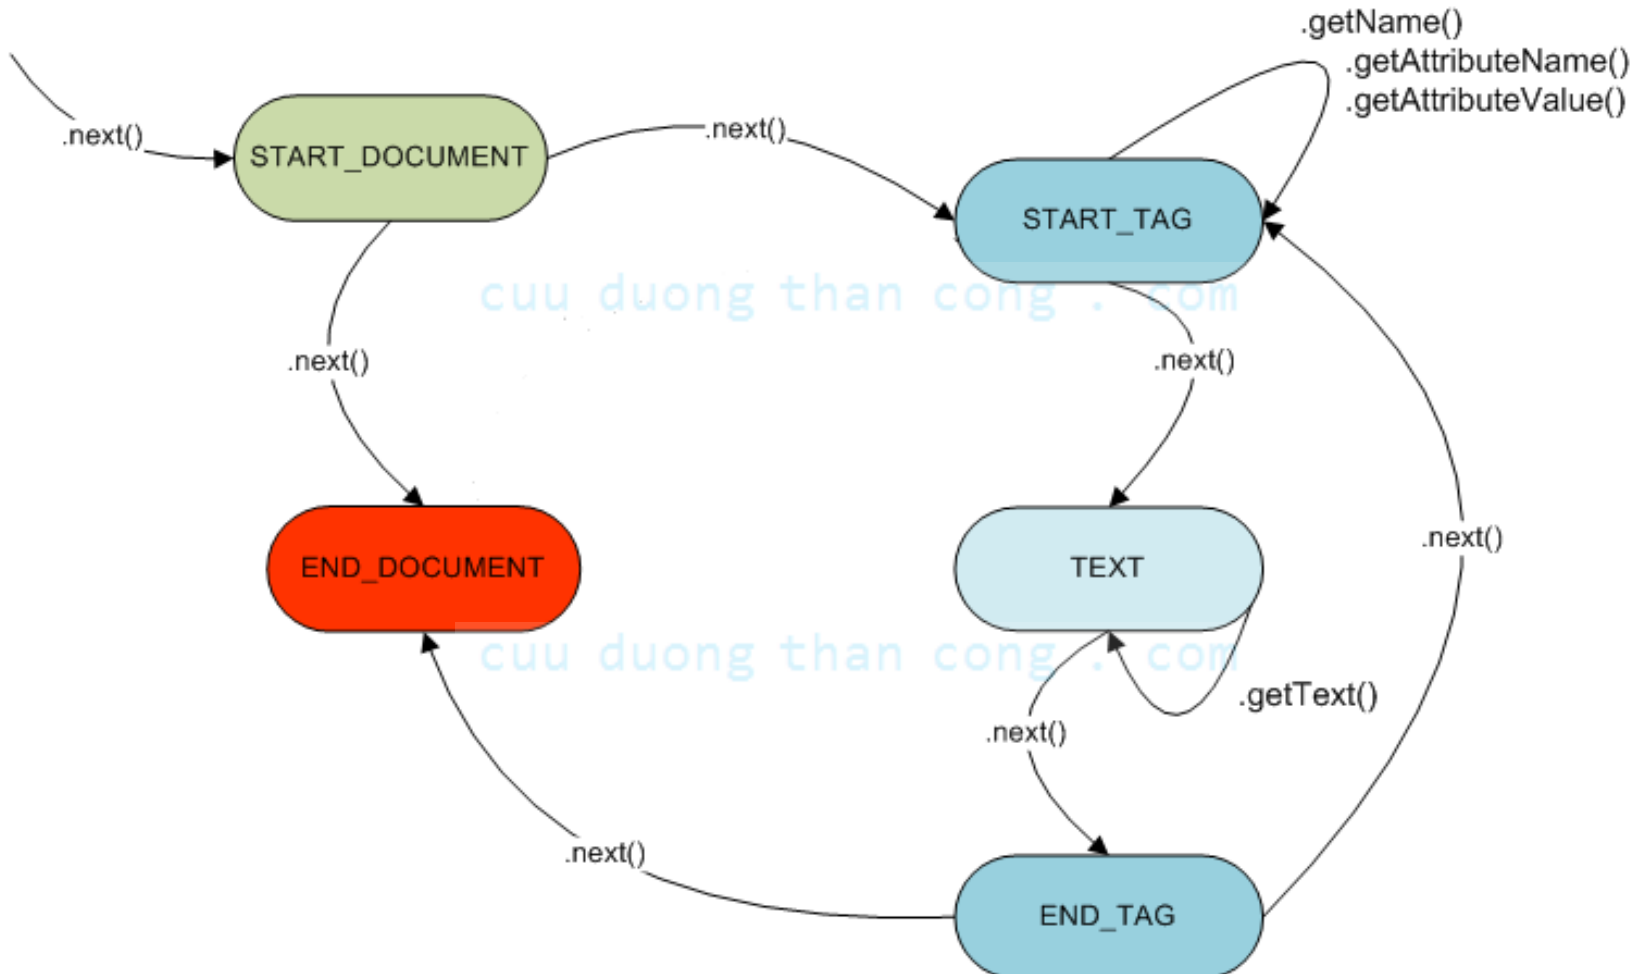 .getName()
.getAttributeName()
.getAttributeValue()
.next()
START_DOCUMENT
.next()
START_TAG
cuu duong than cong . com
.next()
.next()
.next()
END_DOCUMENT
TEXT
cuu duong than cong . com
.getText()
.next()
.next()
END_TAG